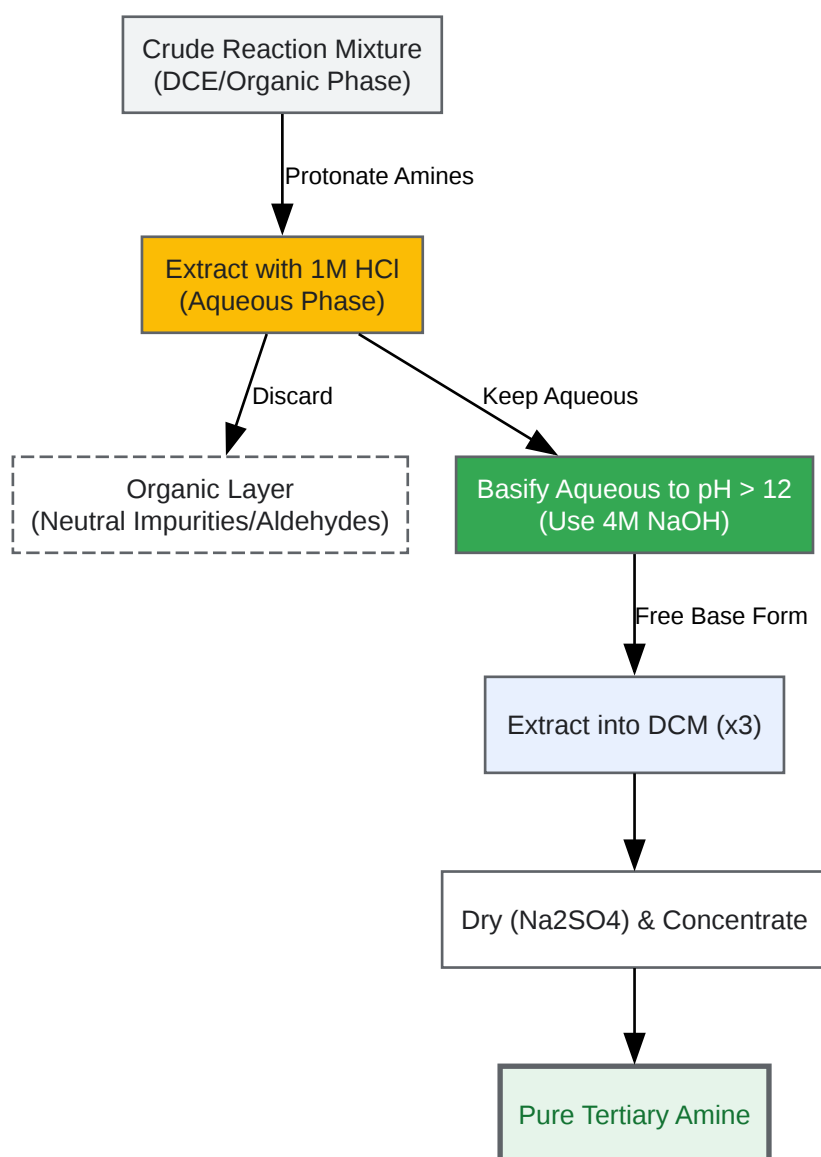 Crude Reaction Mixture
(DCE/Organic Phase)
Protonate Amines
Extract with 1M HCl
(Aqueous Phase)
Discard
Keep Aqueous
Organic Layer
(Neutral Impurities/Aldehydes)
Basify Aqueous to pH > 12
(Use 4M NaOH)
Free Base Form
Extract into DCM (x3)
Dry (Na2SO4) & Concentrate
Pure Tertiary Amine